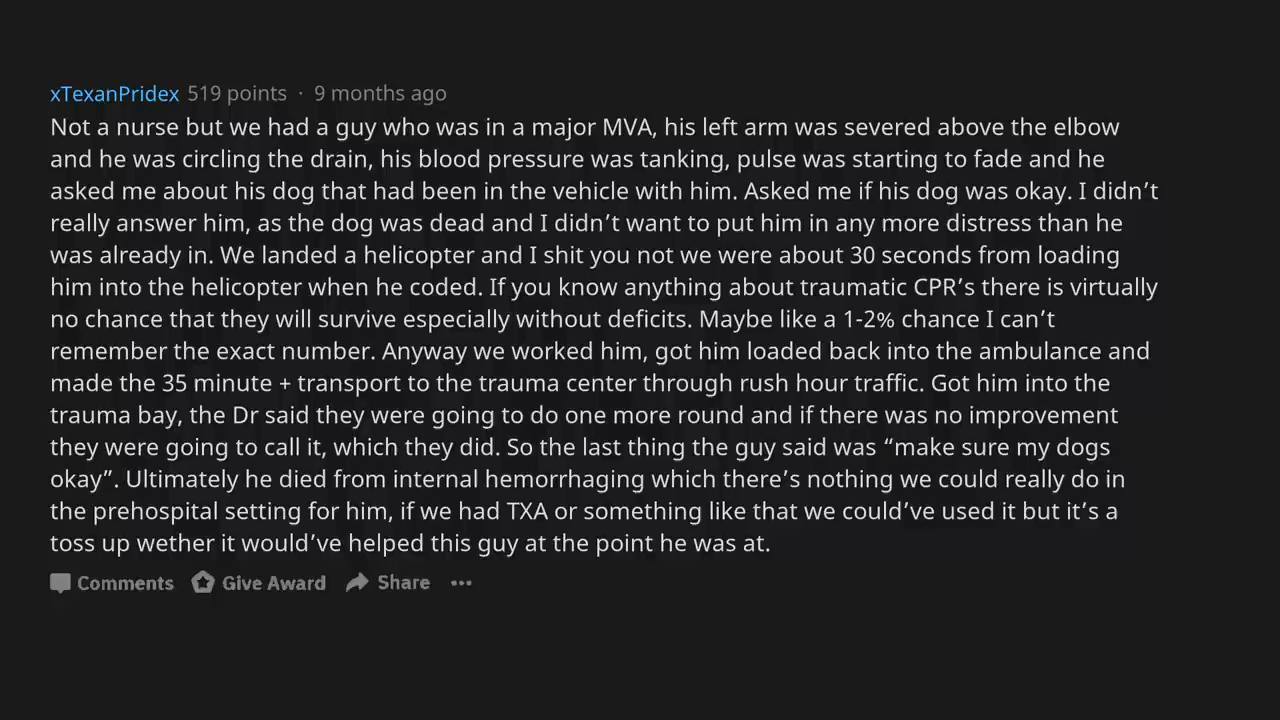 xTexanPridex 519 points · 9 months ago
Not a nurse but we had a guy who was in a major MVA, his left arm was severed above the elbow
and he was circling the drain, his blood pressure was tanking, pulse was starting to fade and he
asked me about his dog that had been in the vehicle with him. Asked me if his dog was okay. I didn’t
really answer him, as the dog was dead and I didn’t want to put him in any more distress than he
was already in. We landed a helicopter and I shit you not we were about 30 seconds from loading
him into the helicopter when he coded. If you know anything about traumatic CPR’s there is virtually
no chance that they will survive especially without deficits. Maybe like a 1-2% chance I can’t
remember the exact number. Anyway we worked him, got him loaded back into the ambulance and
made the 35 minute + transport to the trauma center through rush hour traffic. Got him into the
trauma bay, the Dr said they were going to do one more round and if there was no improvement
they were going to call it, which they did. So the last thing the guy said was “make sure my dogs
okay”. Ultimately he died from internal hemorrhaging which there’s nothing we could really do in
the prehospital setting for him, if we had TXA or something like that we could’ve used it but it’s a
toss up wether it would’ve helped this guy at the point he was at.
Comments Give Award Share •••